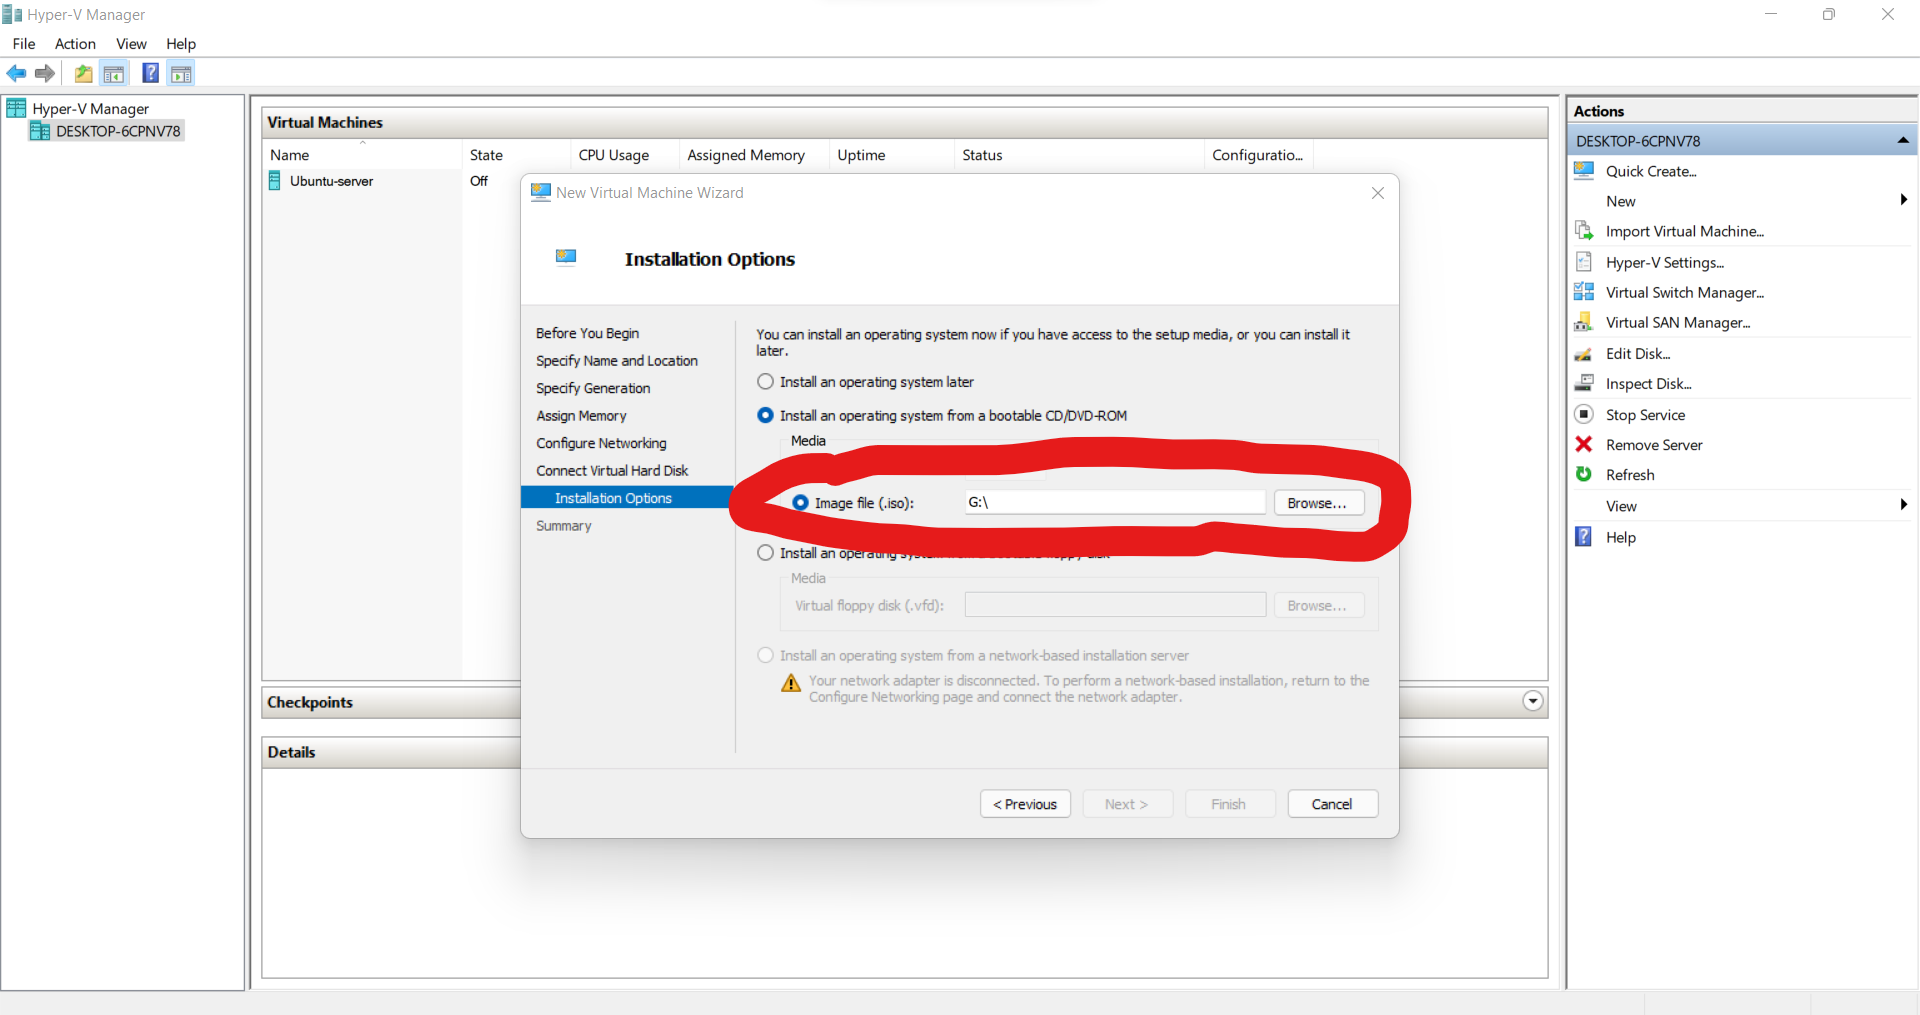 Hyper-V Manager
File Action View Help
Hyper-V Manager
DESKTOP-6CPNV78
Virtual Machines
Name State CPU Usage Assigned Memory Uptime Status Configuratio...
Ubuntu-server Off
New Virtual Machine Wizard
Installation Options
Before You Begin
Specify Name and Location
Specify Generation
Assign Memory
Configure Networking
Connect Virtual Hard Disk
Installation Options
Summary
You can install an operating system now if you have access to the setup media, or you can install it
later.
Install an operating system later
Install an operating system from a bootable CD/DVD-ROM
Media
Image file (.iso): G:\ Browse...
Install an operating system
Media
Virtual floppy disk (.vfd): Browse...
Install an operating system from a network-based installation server
Your network adapter is disconnected. To perform a network-based installation, return to the
Configure Networking page and connect the network adapter.
< Previous Next > Finish Cancel
Checkpoints
Details
Actions
DESKTOP-6CPNV78
Quick Create...
New
Import Virtual Machine...
Hyper-V Settings...
Virtual Switch Manager...
Virtual SAN Manager...
Edit Disk...
Inspect Disk...
Stop Service
Remove Server
Refresh
View
Help